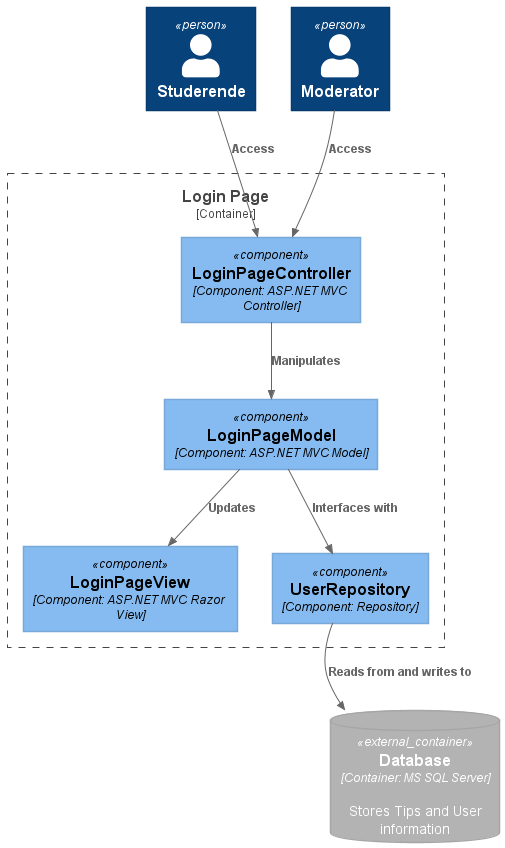 «person»
Studerende
«person»
Moderator
Access
Access
Login Page
[Container]
«component»
LoginPageController
[Component: ASP.NET MVC
Controller]
Manipulates
«component»
LoginPageModel
[Component: ASP.NET MVC Model]
Updates
Interfaces with
«component»
LoginPageView
[Component: ASP.NET MVC Razor
View]
«component»
UserRepository
[Component: Repository]
Reads from and writes to
«external_container»
Database
[Container: MS SQL Server]
Stores Tips and User
information